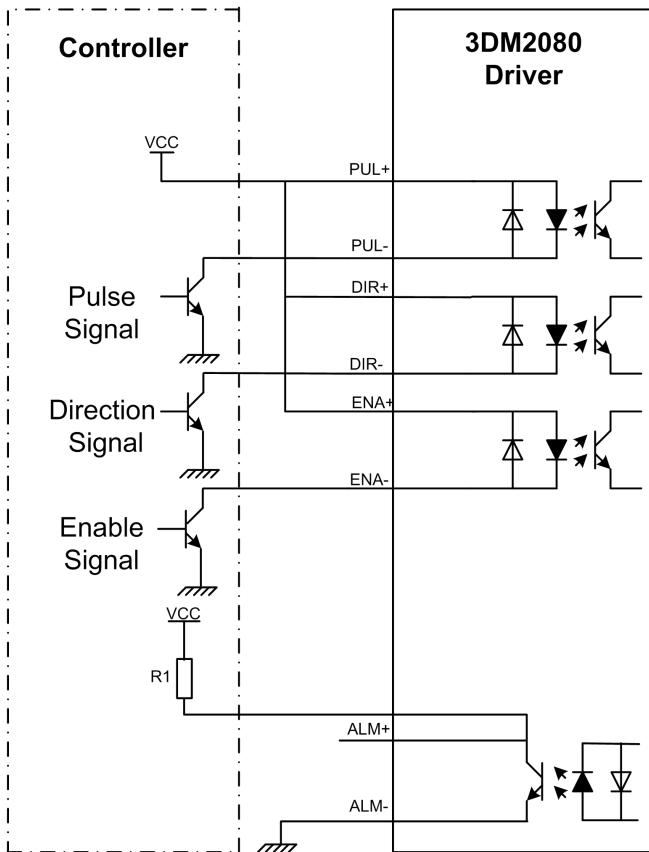 Controller
3DM2080
Driver
VCC
PUL+
PUL-
Pulse
Signal
DIR+
DIR-
Direction
Signal
ENA+
ENA-
Enable
Signal
VCC
R1
ALM+
ALM-